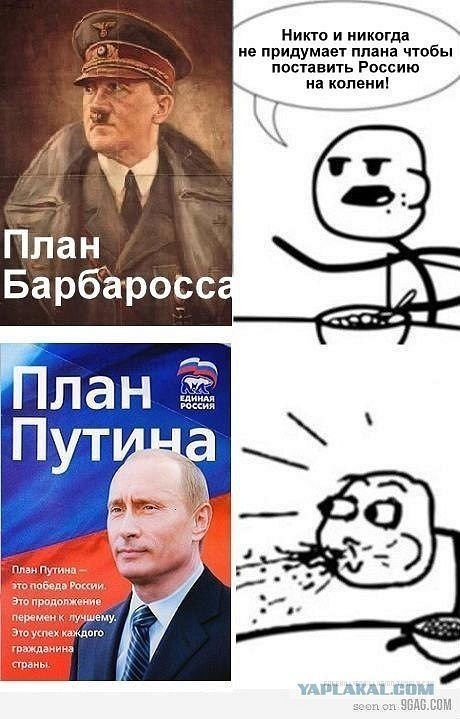 Никто и никогда
не придумает плана чтобы
поставить Россию
на колени!
План
Барбаросса
План
ЕДИНАЯ
РОССИЯ
Путина
План Путина –
это победа России.
Это продолжение
перемен к лучшему.
Это успех каждого
гражданина
страны.
YAPLAKAL.COM
seen on 9GAG.COM